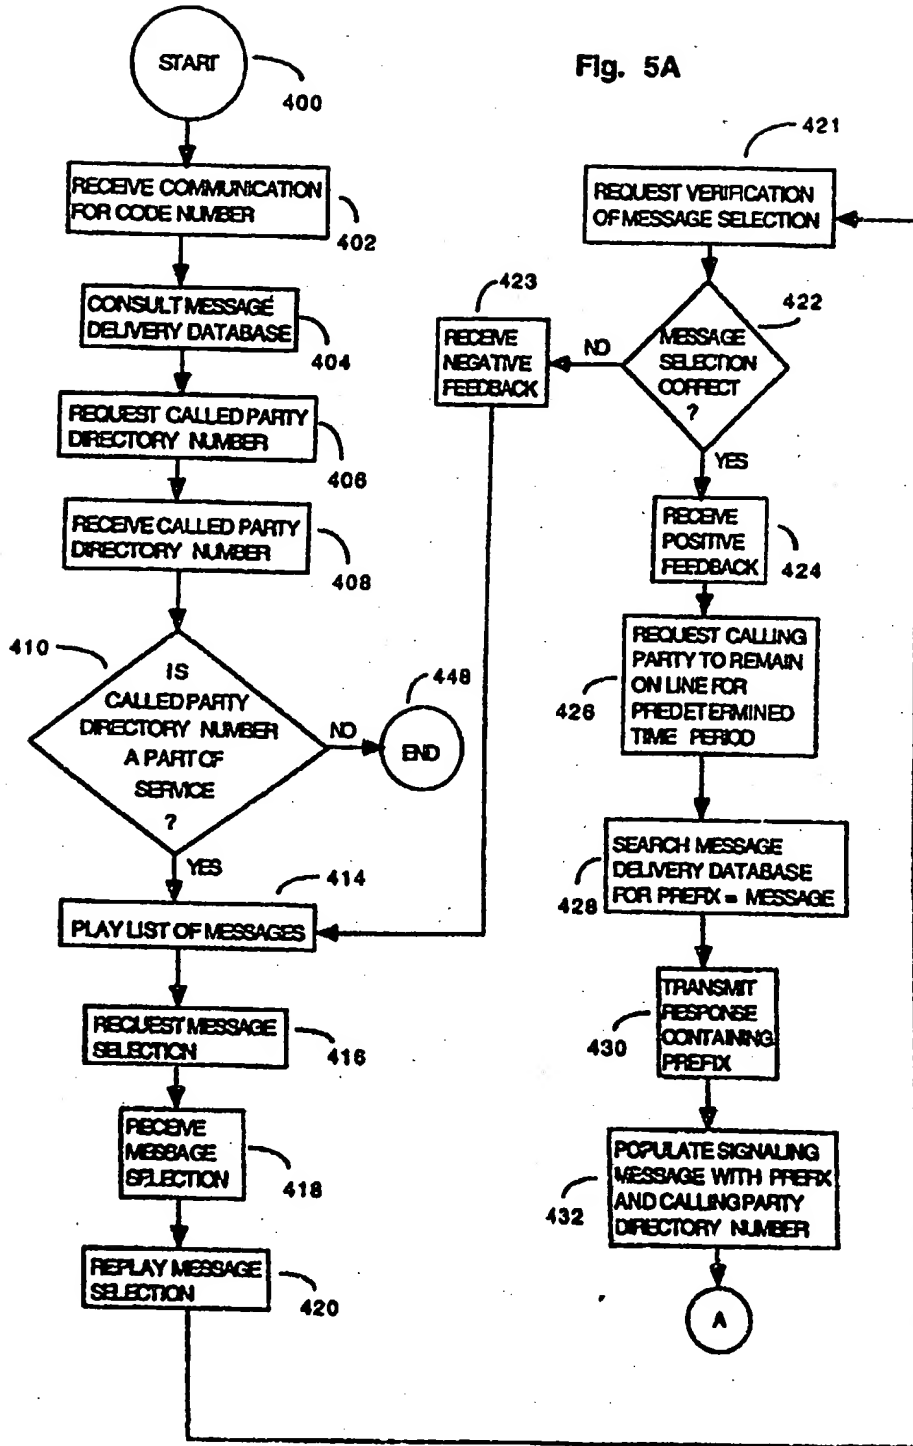 Fig. 5A
START
400
RECEIVE COMMUNICATION
FOR CODE NUMBER
402
CONSULT MESSAGE
DELIVERY DATABASE
404
REQUEST CALLED PARTY
DIRECTORY NUMBER
406
RECEIVE CALLED PARTY
DIRECTORY NUMBER
408
410
IS
CALLED PARTY
DIRECTORY NUMBER
A PART OF
SERVICE
?
NO
448
END
YES
414
PLAY LIST OF MESSAGES
REQUEST MESSAGE
SELECTION
416
RECEIVE
MESSAGE
SELECTION
418
REPLAY MESSAGE
SELECTION
420
421
REQUEST VERIFICATION
OF MESSAGE SELECTION
422
MESSAGE
SELECTION
CORRECT
?
NO
423
RECEIVE
NEGATIVE
FEEDBACK
YES
RECEIVE
POSITIVE
FEEDBACK
424
REQUEST CALLING
PARTY TO REMAIN
ON LINE FOR
PREDETERMINED
TIME PERIOD
426
SEARCH MESSAGE
DELIVERY DATABASE
FOR PREFIX = MESSAGE
428
TRANSMIT
RESPONSE
CONTAINING
PREFIX
430
POPULATE SIGNALING
MESSAGE WITH PREFIX
AND CALLING PARTY
DIRECTORY NUMBER
432
A